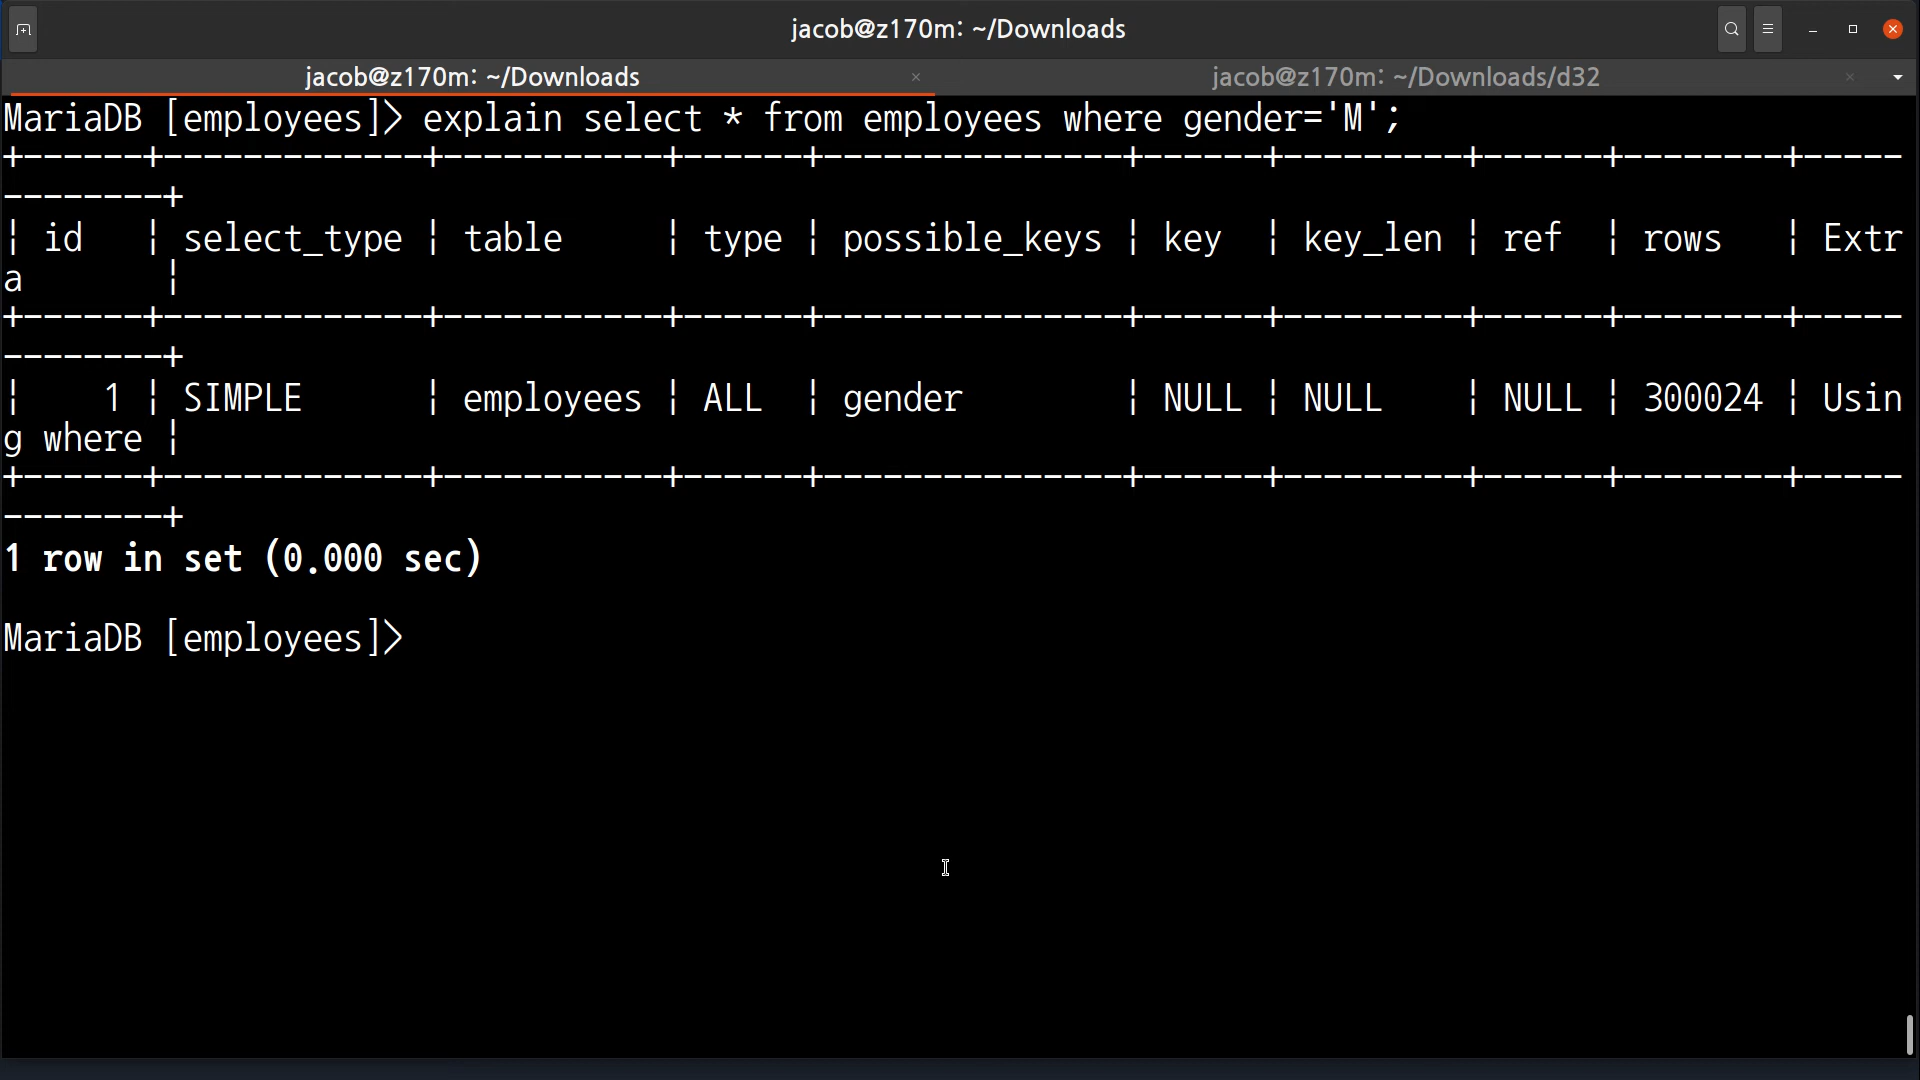 jacob@z170m: ~/Downloads
jacob@z170m: ~/Downloads
jacob@z170m: ~/Downloads/d32
MariaDB [employees]> explain select * from employees where gender='M';
+------+-------------+-----------+------+---------------+------+---------+------+--------+-----
--------+
| id   | select_type | table     | type | possible_keys | key  | key_len | ref  | rows   | Extr
a       |
+------+-------------+-----------+------+---------------+------+---------+------+--------+-----
--------+
|    1 | SIMPLE      | employees | ALL  | gender        | NULL | NULL    | NULL | 300024 | Usin
g where |
+------+-------------+-----------+------+---------------+------+---------+------+--------+-----
--------+
1 row in set (0.000 sec)
MariaDB [employees]>